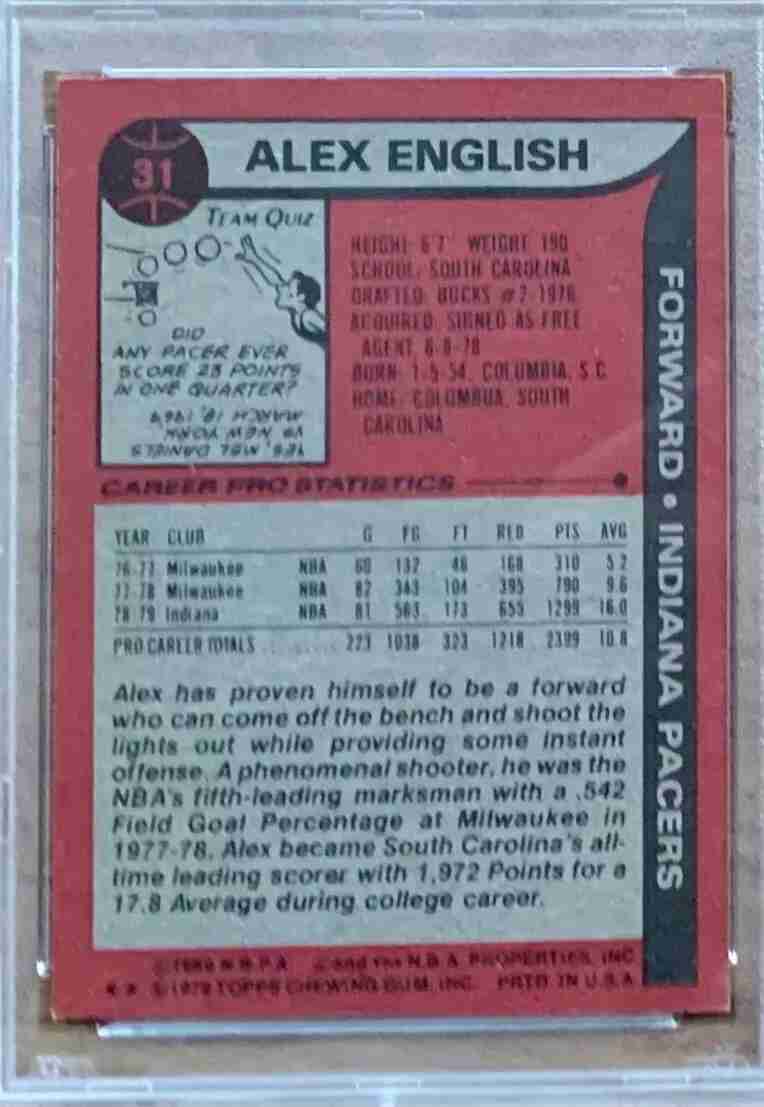 31
ALEX ENGLISH
TEAM QUIZ
DID
ANY PACER EVER
SCORE 25 POINTS
IN ONE QUARTER?
YES, MEL DANIELS
VS NEW YORK
MARCH 18, 1969
HEIGHT: 6'7" WEIGHT: 190
SCHOOL: SOUTH CAROLINA
DRAFTED: BUCKS #2-1976
ACQUIRED: SIGNED AS FREE
AGENT, 6-8-78
BORN: 1-5-54, COLUMBIA, S.C.
HOME: COLUMBUA, SOUTH
CAROLINA
FORWARD • INDIANA PACERS
CAREER PRO STATISTICS
YEAR CLUB G FG FT REB PTS AVG
76-77 Milwaukee NBA 60 132 46 168 310 5.2
77-78 Milwaukee NBA 82 343 104 395 790 9.6
78-79 Indiana NBA 81 563 173 655 1299 16.0
PRO CAREER TOTALS 223 1038 323 1218 2399 10.8
Alex has proven himself to be a forward
who can come off the bench and shoot the
lights out while providing some instant
offense. A phenomenal shooter, he was the
NBA's fifth-leading marksman with a .542
Field Goal Percentage at Milwaukee in
1977-78. Alex became South Carolina's all-
time leading scorer with 1,972 Points for a
17.8 Average during college career.
N.B.P.A. © and the N.B.A. PROPERTIES, INC.
* * © 1979 TOPPS CHEWING GUM, INC. PRTD. IN U.S.A.